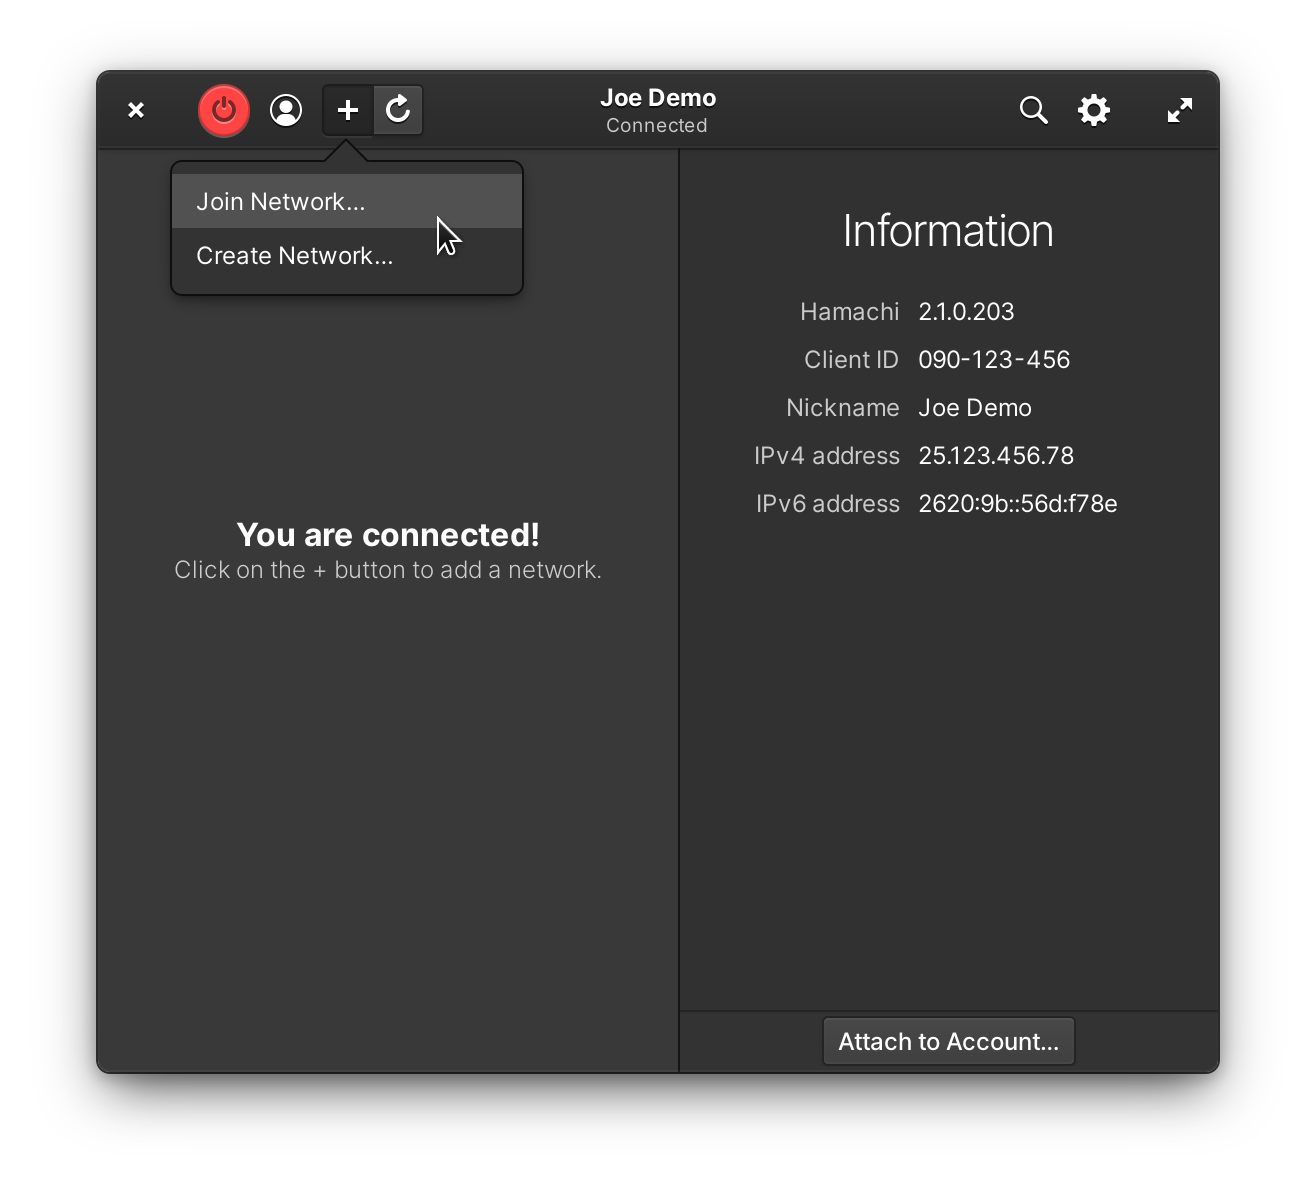 Joe Demo
Connected
Join Network...
Create Network...
You are connected!
Click on the + button to add a network.
Information
Hamachi 2.1.0.203
Client ID 090-123-456
Nickname Joe Demo
IPv4 address 25.123.456.78
IPv6 address 2620:9b::56d:f78e
Attach to Account...